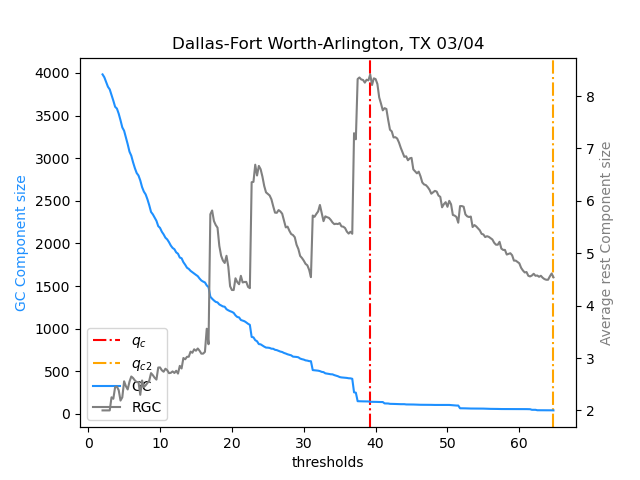 Dallas-Fort Worth-Arlington, TX 03/04
GC Component size
4000
3500
3000
2500
2000
1500
1000
500
0
8
7
6
5
4
3
2
Average rest Component size
q_c
q_{c2}
GC
RGC
0 10 20 30 40 50 60
thresholds